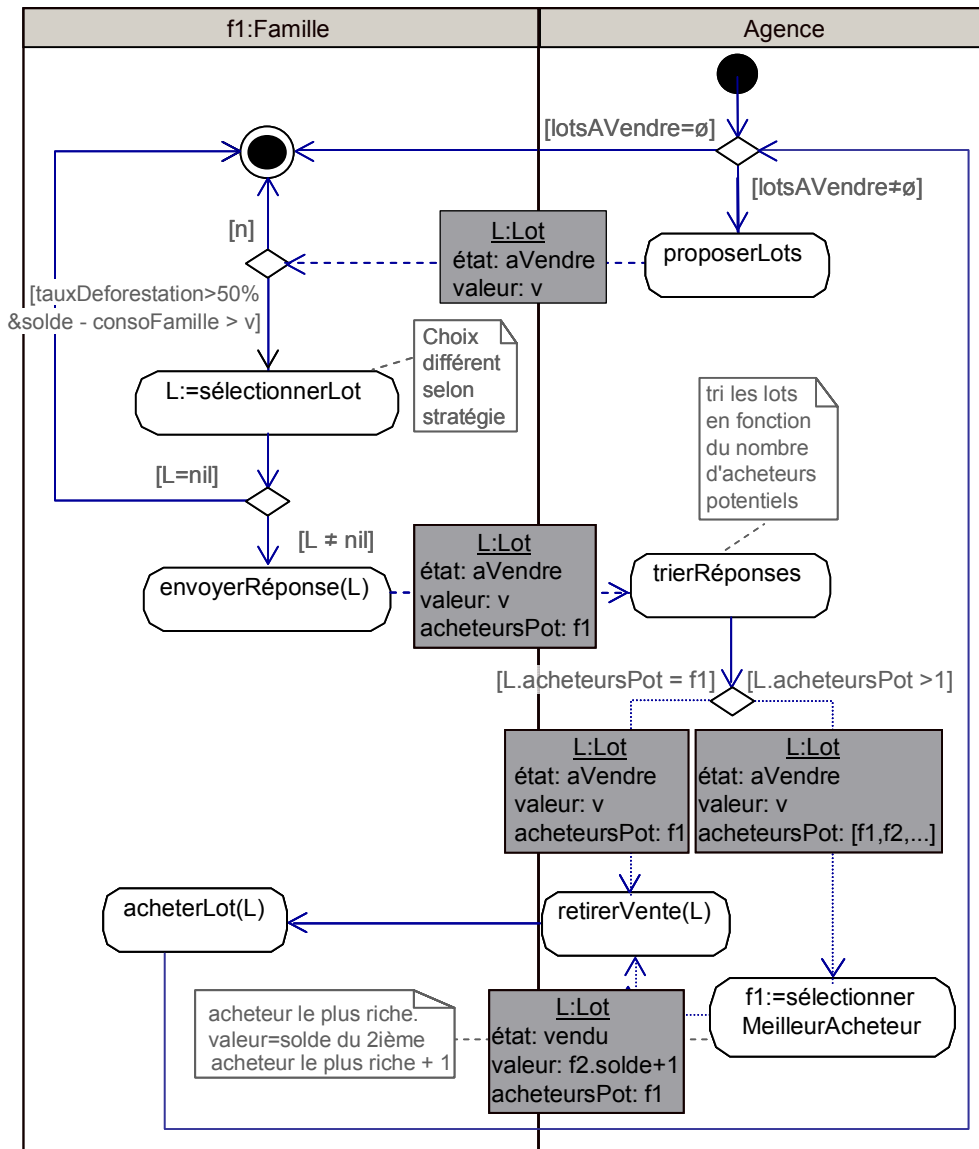 f1:Famille
Agence
[lotsAVendre=ø]
[lotsAVendre≠ø]
[n]
L:Lot
état: aVendre
valeur: v
proposerLots
[tauxDeforestation>50%
&solde - consoFamille > v]
Choix
différent
selon
stratégie
L:=sélectionnerLot
tri les lots
en fonction
du nombre
d'acheteurs
potentiels
[L=nil]
[L ≠ nil]
envoyerRéponse(L)
L:Lot
état: aVendre
valeur: v
acheteursPot: f1
trierRéponses
[L.acheteursPot = f1]
[L.acheteursPot >1]
L:Lot
état: aVendre
valeur: v
acheteursPot: f1
L:Lot
état: aVendre
valeur: v
acheteursPot: [f1,f2,...]
acheterLot(L)
retirerVente(L)
f1:=sélectionner
MeilleurAcheteur
acheteur le plus riche.
valeur=solde du 2ième
acheteur le plus riche + 1
L:Lot
état: vendu
valeur: f2.solde+1
acheteursPot: f1